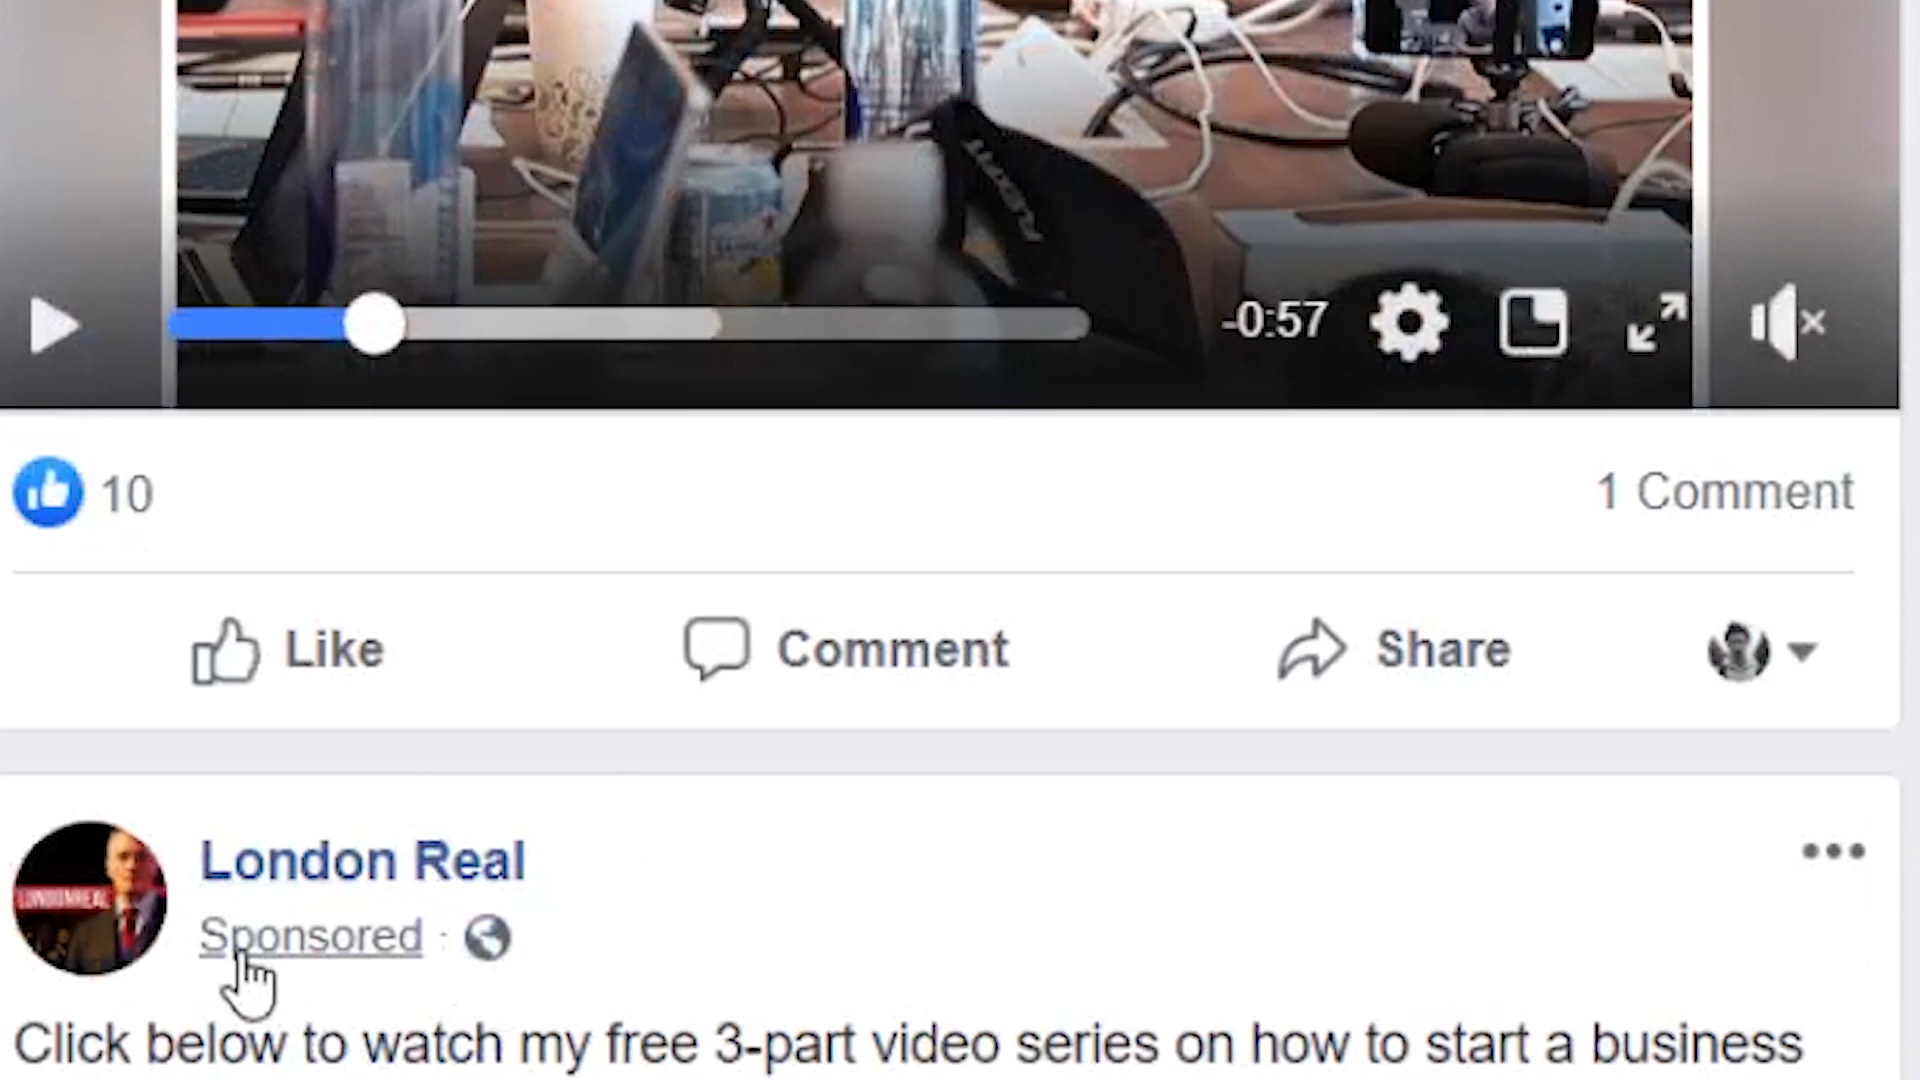 -0:57
10
1 Comment
Like
Comment
Share
London Real
LONDONREAL
Sponsored
Click below to watch my free 3-part video series on how to start a business